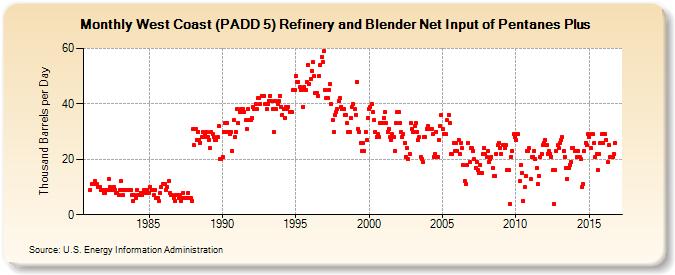 Monthly West Coast (PADD 5) Refinery and Blender Net Input of Pentanes Plus
Thousand Barrels per Day
60
40
20
0
1985 1990 1995 2000 2005 2010 2015
Source: U.S. Energy Information Administration